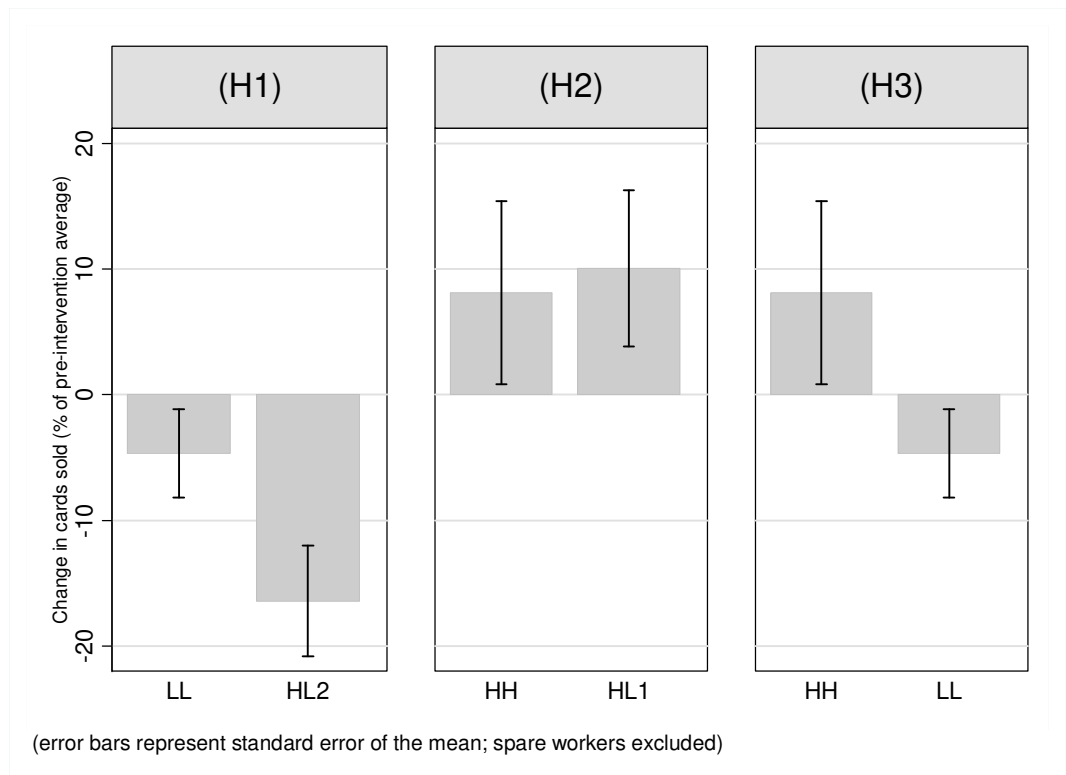 (H1)
(H2)
(H3)
Change in cards sold (% of pre-intervention average)
20
10
0
-10
-20
LL
HL2
HH
HL1
HH
LL
(error bars represent standard error of the mean; spare workers excluded)